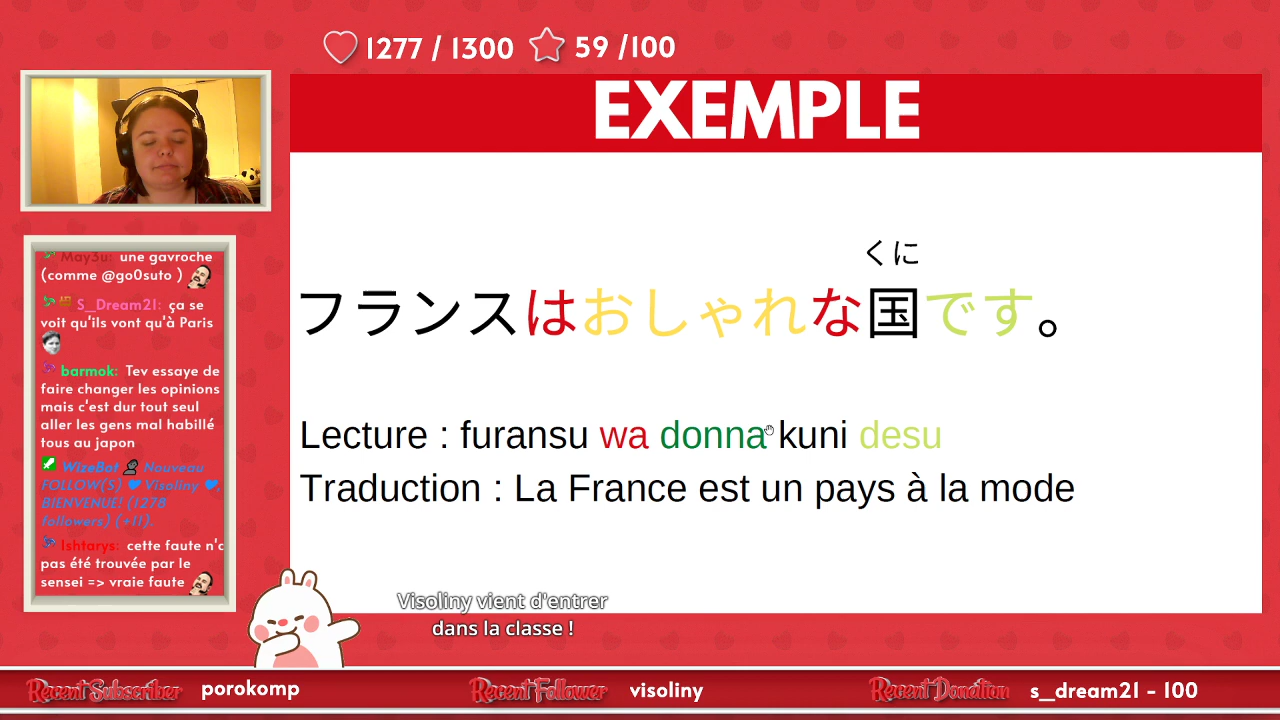 1277 / 1300 59 /100
EXEMPLE
くに
フランスはおしゃれな国です。
Lecture : furansu wa donna kuni desu
Traduction : La France est un pays à la mode
May3u: une gavroche
(comme @go0suto )
S_Dream21: ça se
voit qu'ils vont qu'à Paris
barmok: Tev essaye de
faire changer les opinions
mais c'est dur tout seul
aller les gens mal habillé
tous au japon
WizeBot Nouveau
FOLLOW(S) Visoliny ,
BIENVENUE! (1278
followers) (+11).
Ishtarys: cette faute n'a
pas été trouvée par le
sensei => vraie faute
Visoliny vient d'entrer
dans la classe !
Recent Subscriber porokomp Recent Follower visoliny Recent Donation s_dream21 - 100